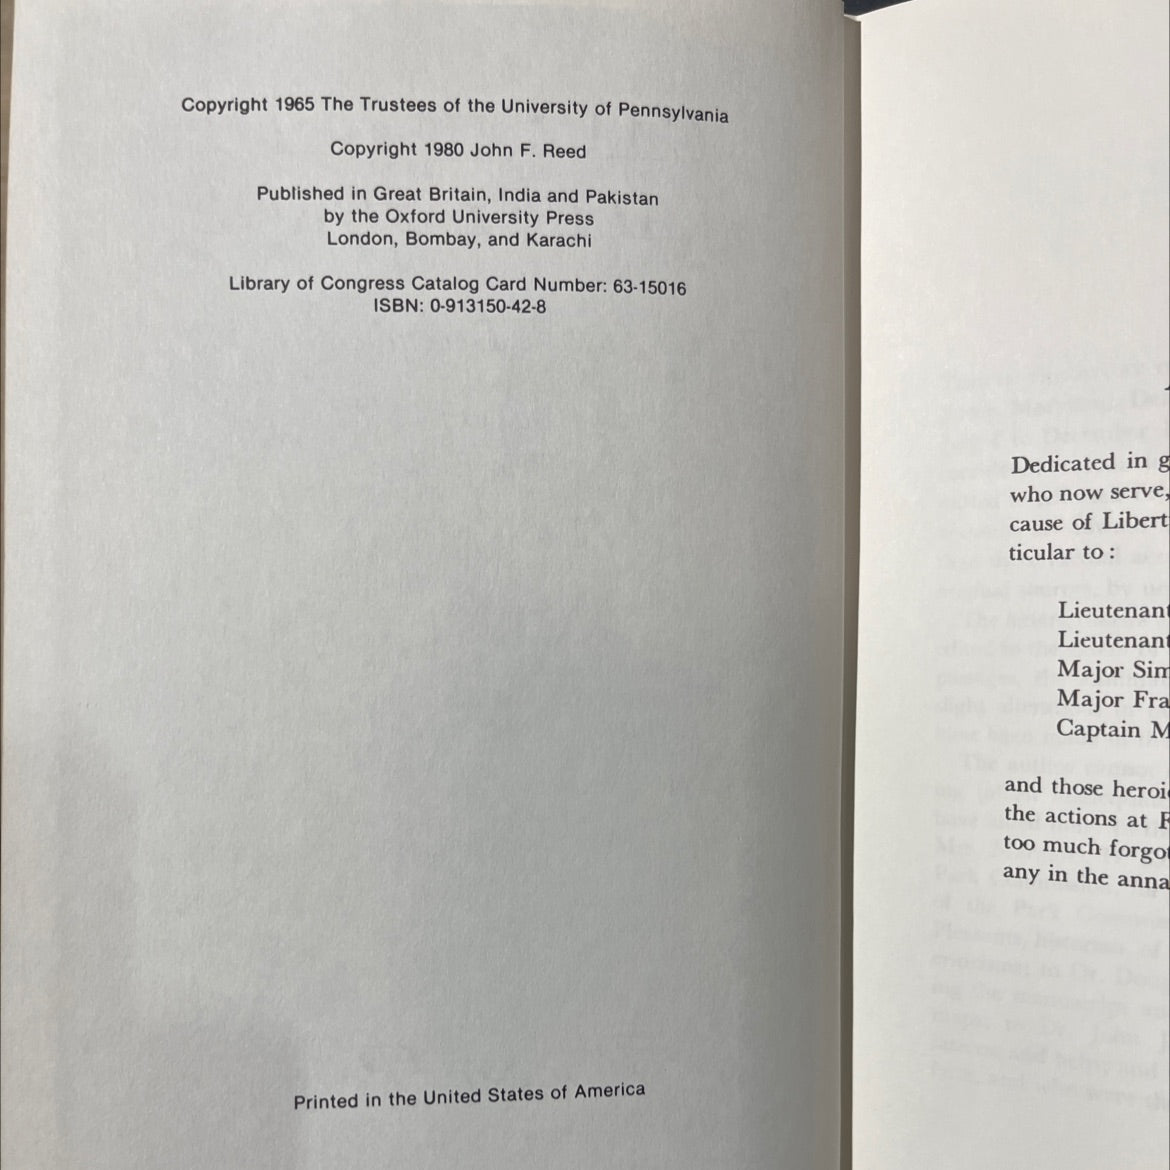 Copyright 1965 The Trustees of the University of Pennsylvania
Copyright 1980 John F. Reed
Published in Great Britain, India and Pakistan
by the Oxford University Press
London, Bombay, and Karachi
Library of Congress Catalog Card Number: 63-15016
ISBN: 0-913150-42-8
Printed in the United States of America
Dedicated in g
who now serve,
cause of Libert
ticular to:
Lieutenant
Lieutenant
Major Sim
Major Fra
Captain M
and those heroi
the actions at F
too much forgot
any in the anna